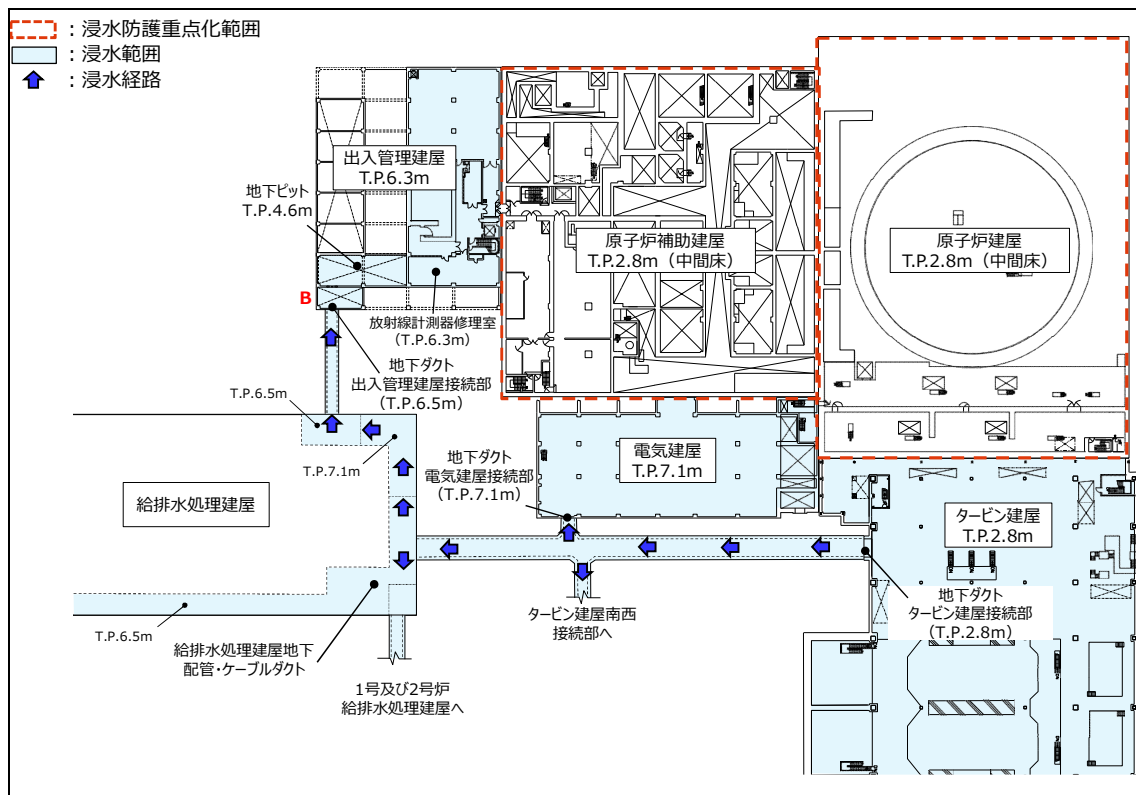 ：浸水防護重点化範囲
：浸水範囲
：浸水経路
出入管理建屋
T.P.6.3m
地下ピット
T.P.4.6m
原子炉補助建屋
T.P.2.8m（中間床）
原子炉建屋
T.P.2.8m（中間床）
B
放射線計測器修理室
（T.P.6.3m）
地下ダクト
出入管理建屋接続部
（T.P.6.5m）
T.P.6.5m
T.P.7.1m
電気建屋
T.P.7.1m
地下ダクト
電気建屋接続部
（T.P.7.1m）
給排水処理建屋
タービン建屋
T.P.2.8m
地下ダクト
タービン建屋接続部
（T.P.2.8m）
タービン建屋南西
接続部へ
T.P.6.5m
給排水処理建屋地下
配管・ケーブルダクト
1号及び2号炉
給排水処理建屋へ